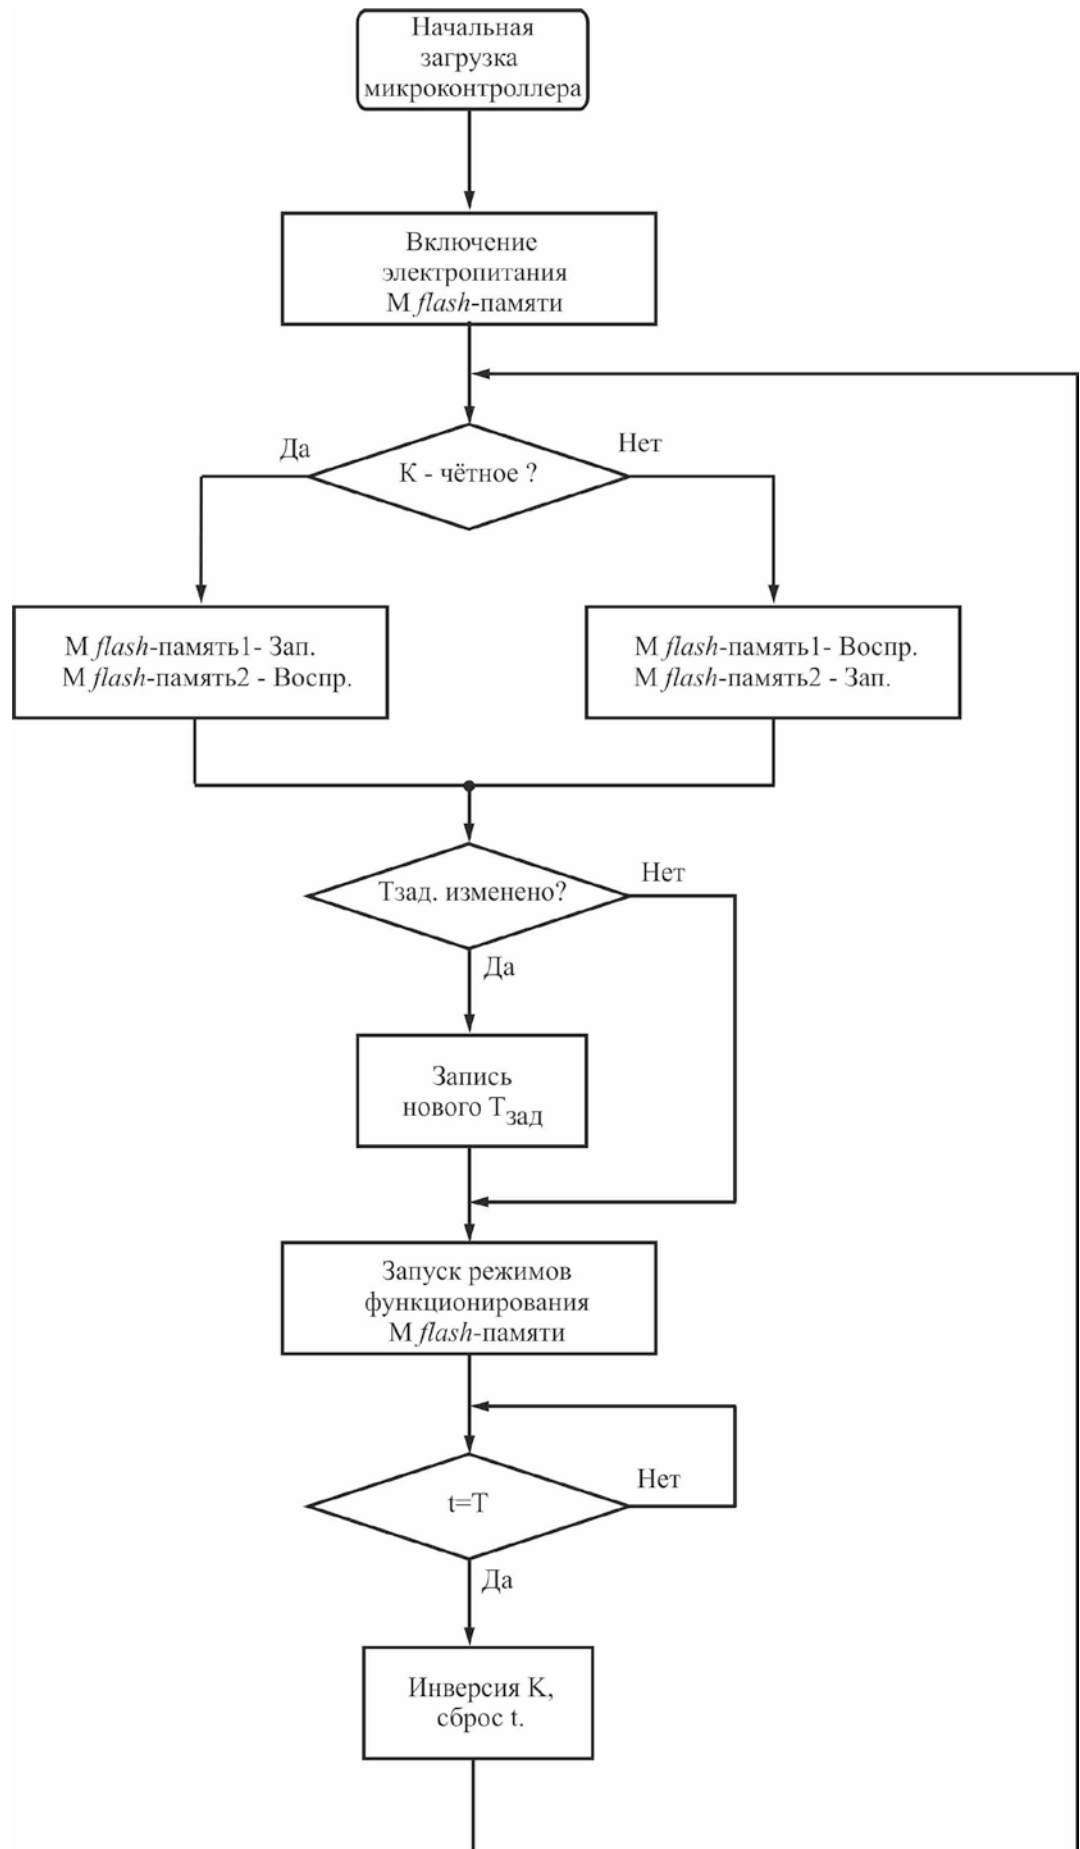 Начальная
загрузка
микроконтроллера
Включение
электропитания
М flash-памяти
Да
Нет
К - чётное ?
М flash-память1- Зап.
М flash-память2 - Воспр.
М flash-память1- Воспр.
М flash-память2 - Зап.
Тзад. изменено?
Нет
Да
Запись
нового Тзад
Запуск режимов
функционирования
М flash-памяти
t=T
Нет
Да
Инверсия К,
сброс t.